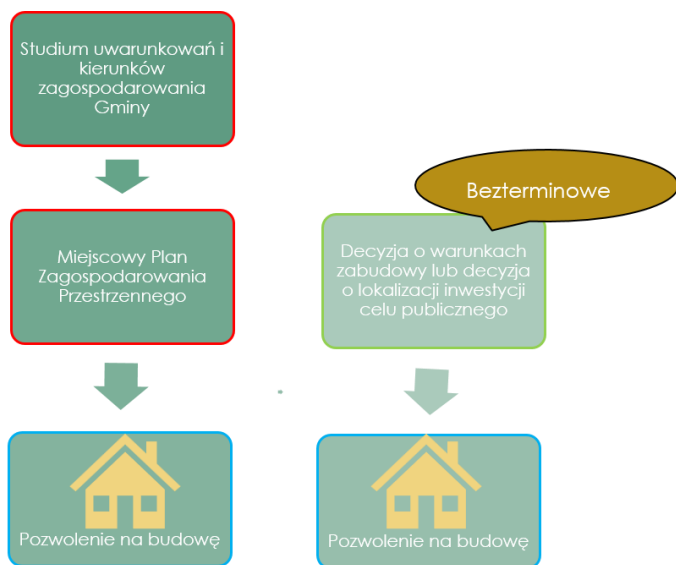 Studium uwarunkowań i
kierunków
zagospodarowania
Gminy
Miejscowy Plan
Zagospodarowania
Przestrzennego
Pozwolenie na budowę
Bezterminowe
Decyzja o warunkach
zabudowy lub decyzja
o lokalizacji inwestycji
celu publicznego
Pozwolenie na budowę